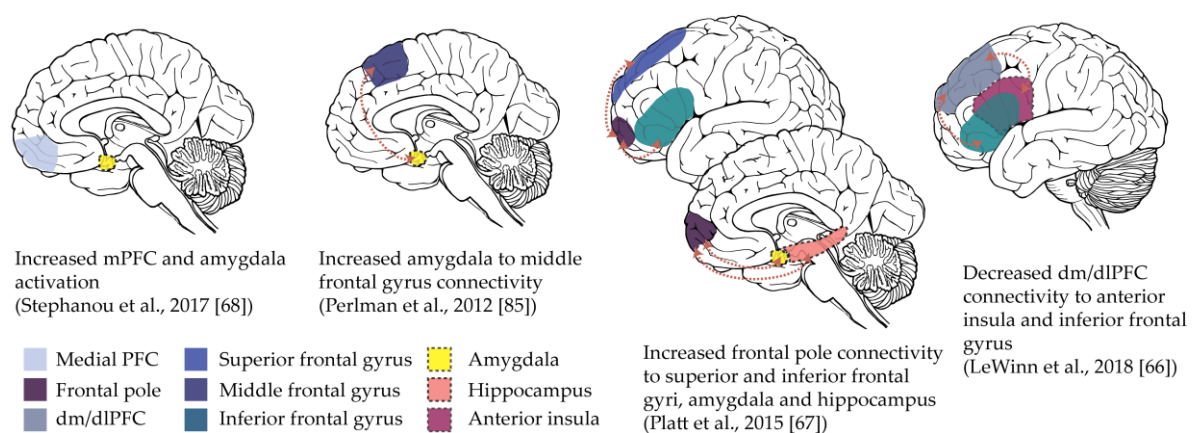 Increased mPFC and amygdala
activation
(Stephanou et al., 2017 [68])
Increased amygdala to middle
frontal gyrus connectivity
(Perlman et al., 2012 [85])
Increased frontal pole connectivity
to superior and inferior frontal
gyri, amygdala and hippocampus
(Platt et al., 2015 [67])
Decreased dm/dlPFC
connectivity to anterior
insula and inferior frontal
gyrus
(LeWinn et al., 2018 [66])
Medial PFC
Frontal pole
dm/dlPFC
Superior frontal gyrus
Middle frontal gyrus
Inferior frontal gyrus
Amygdala
Hippocampus
Anterior insula